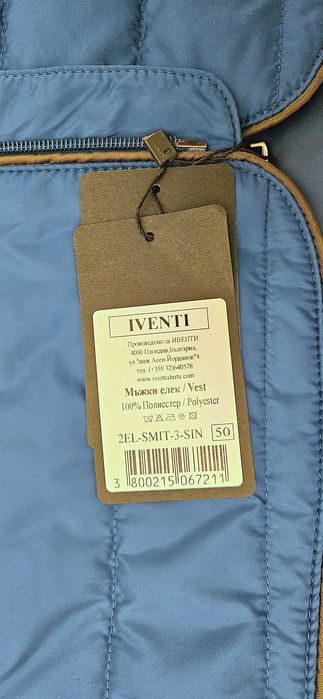 IVENTI
Произведено за ИВЕНТИ
4000 Пловдив,България,
ул."инж.Асен Йорданов"4
тел. (+359 32)640578
www.iventishirts.com
Мъжки елек / Vest
100% Полиестер / Polyester
2EL-SMIT-3-SIN 50
3 800215 067211